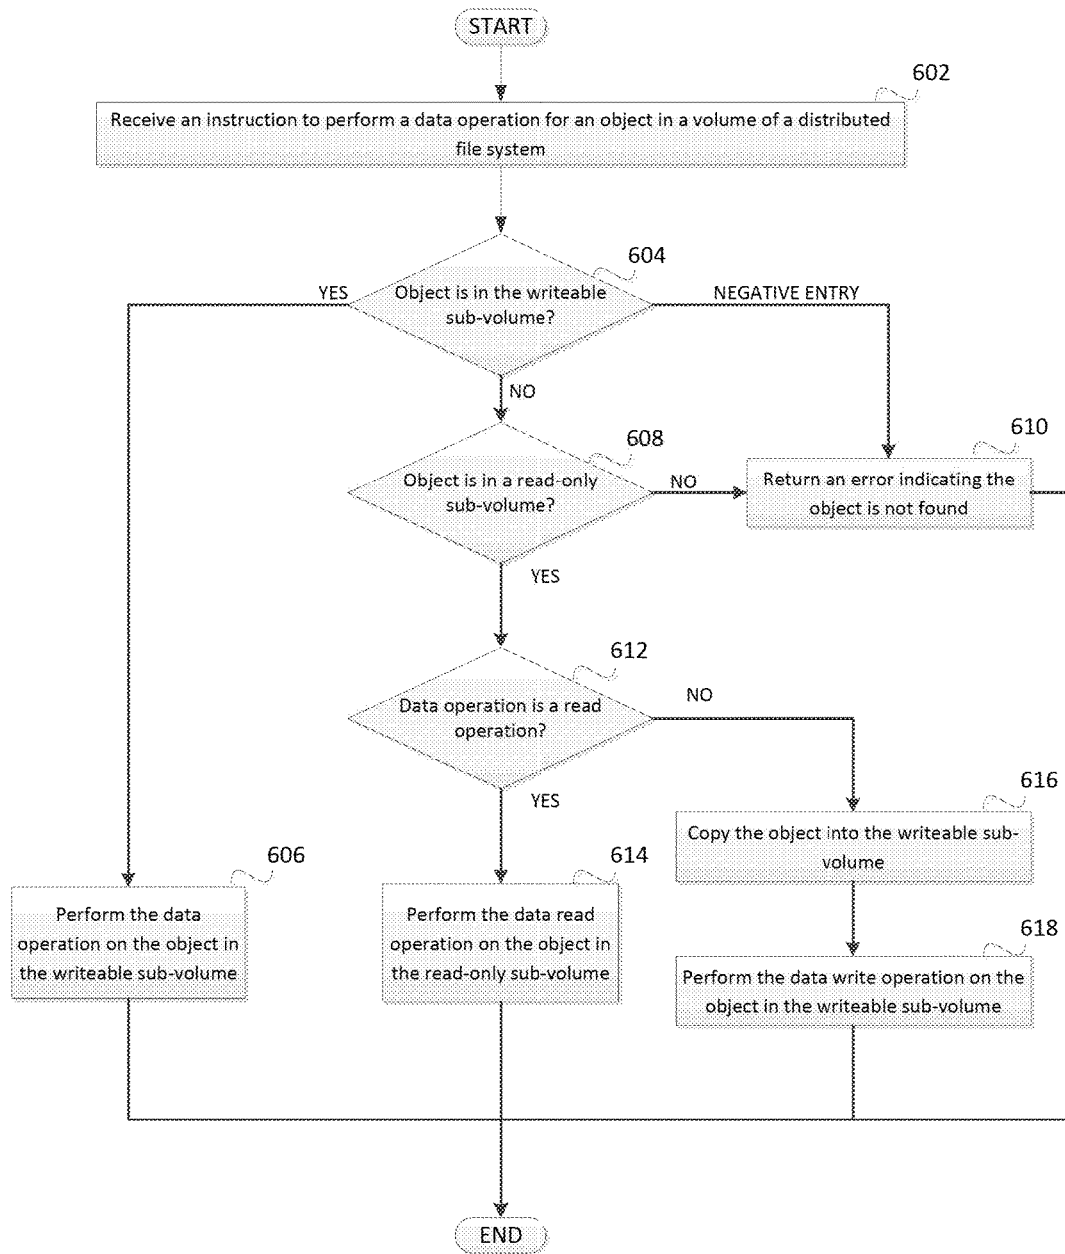 START
602
Receive an instruction to perform a data operation for an object in a volume of a distributed
file system
604
YES
Object is in the writeable
sub-volume?
NEGATIVE ENTRY
NO
608
610
Object is in a read-only
sub-volume?
NO
Return an error indicating the
object is not found
YES
612
Data operation is a read
operation?
NO
YES
616
Copy the object into the writeable sub-
volume
606
614
Perform the data
operation on the object in
the writeable sub-volume
Perform the data read
operation on the object in
the read-only sub-volume
618
Perform the data write operation on the
object in the writeable sub-volume
END